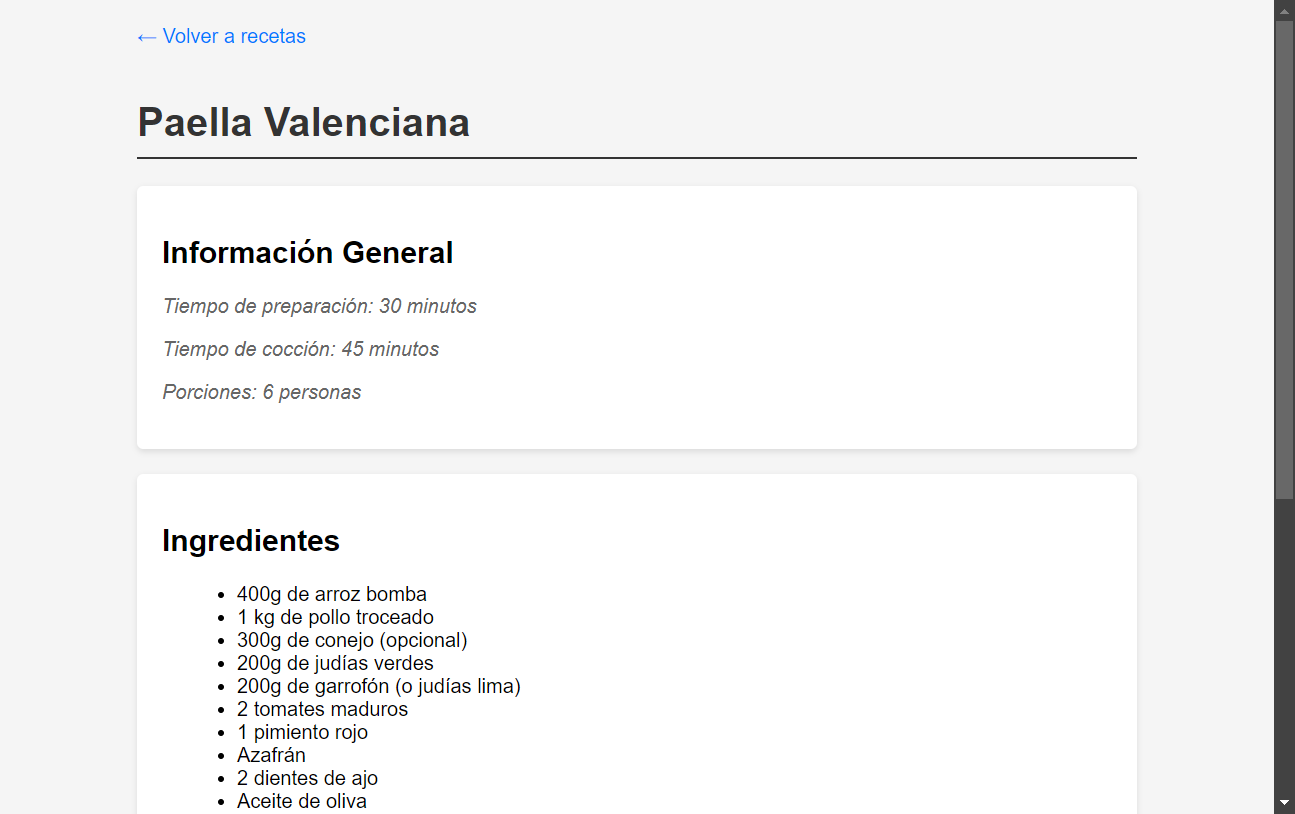 ← Volver a recetas
Paella Valenciana
Información General
Tiempo de preparación: 30 minutos
Tiempo de cocción: 45 minutos
Porciones: 6 personas
Ingredientes
• 400g de arroz bomba
• 1 kg de pollo troceado
• 300g de conejo (opcional)
• 200g de judías verdes
• 200g de garrofón (o judías lima)
• 2 tomates maduros
• 1 pimiento rojo
• Azafrán
• 2 dientes de ajo
• Aceite de oliva